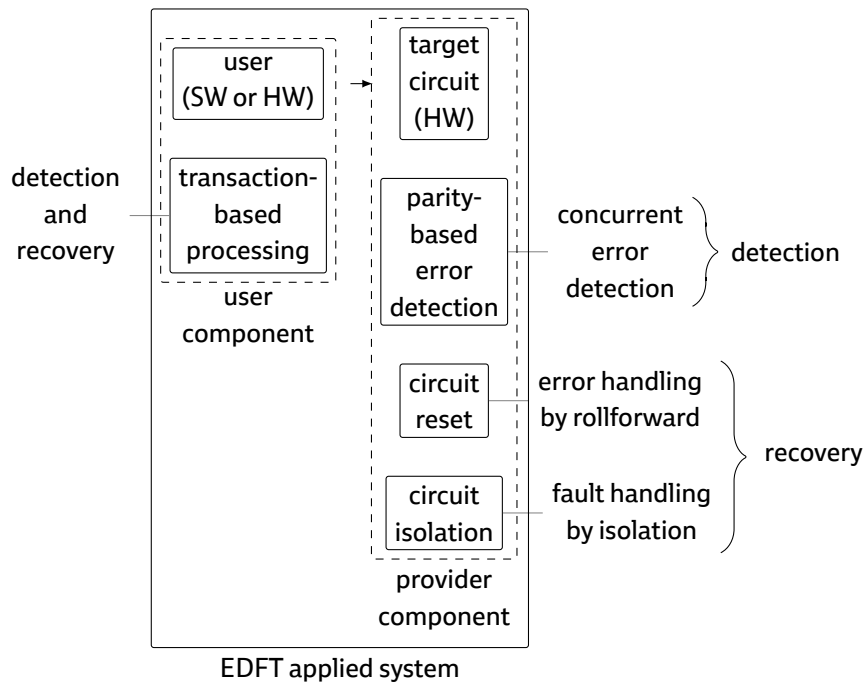 user
(SW or HW)
target
circuit
(HW)
detection
and
recovery
transaction-
based
processing
user
component
parity-
based
error
detection
concurrent
error
detection
detection
circuit
reset
error handling
by rollforward
recovery
circuit
isolation
fault handling
by isolation
provider
component
EDFT applied system